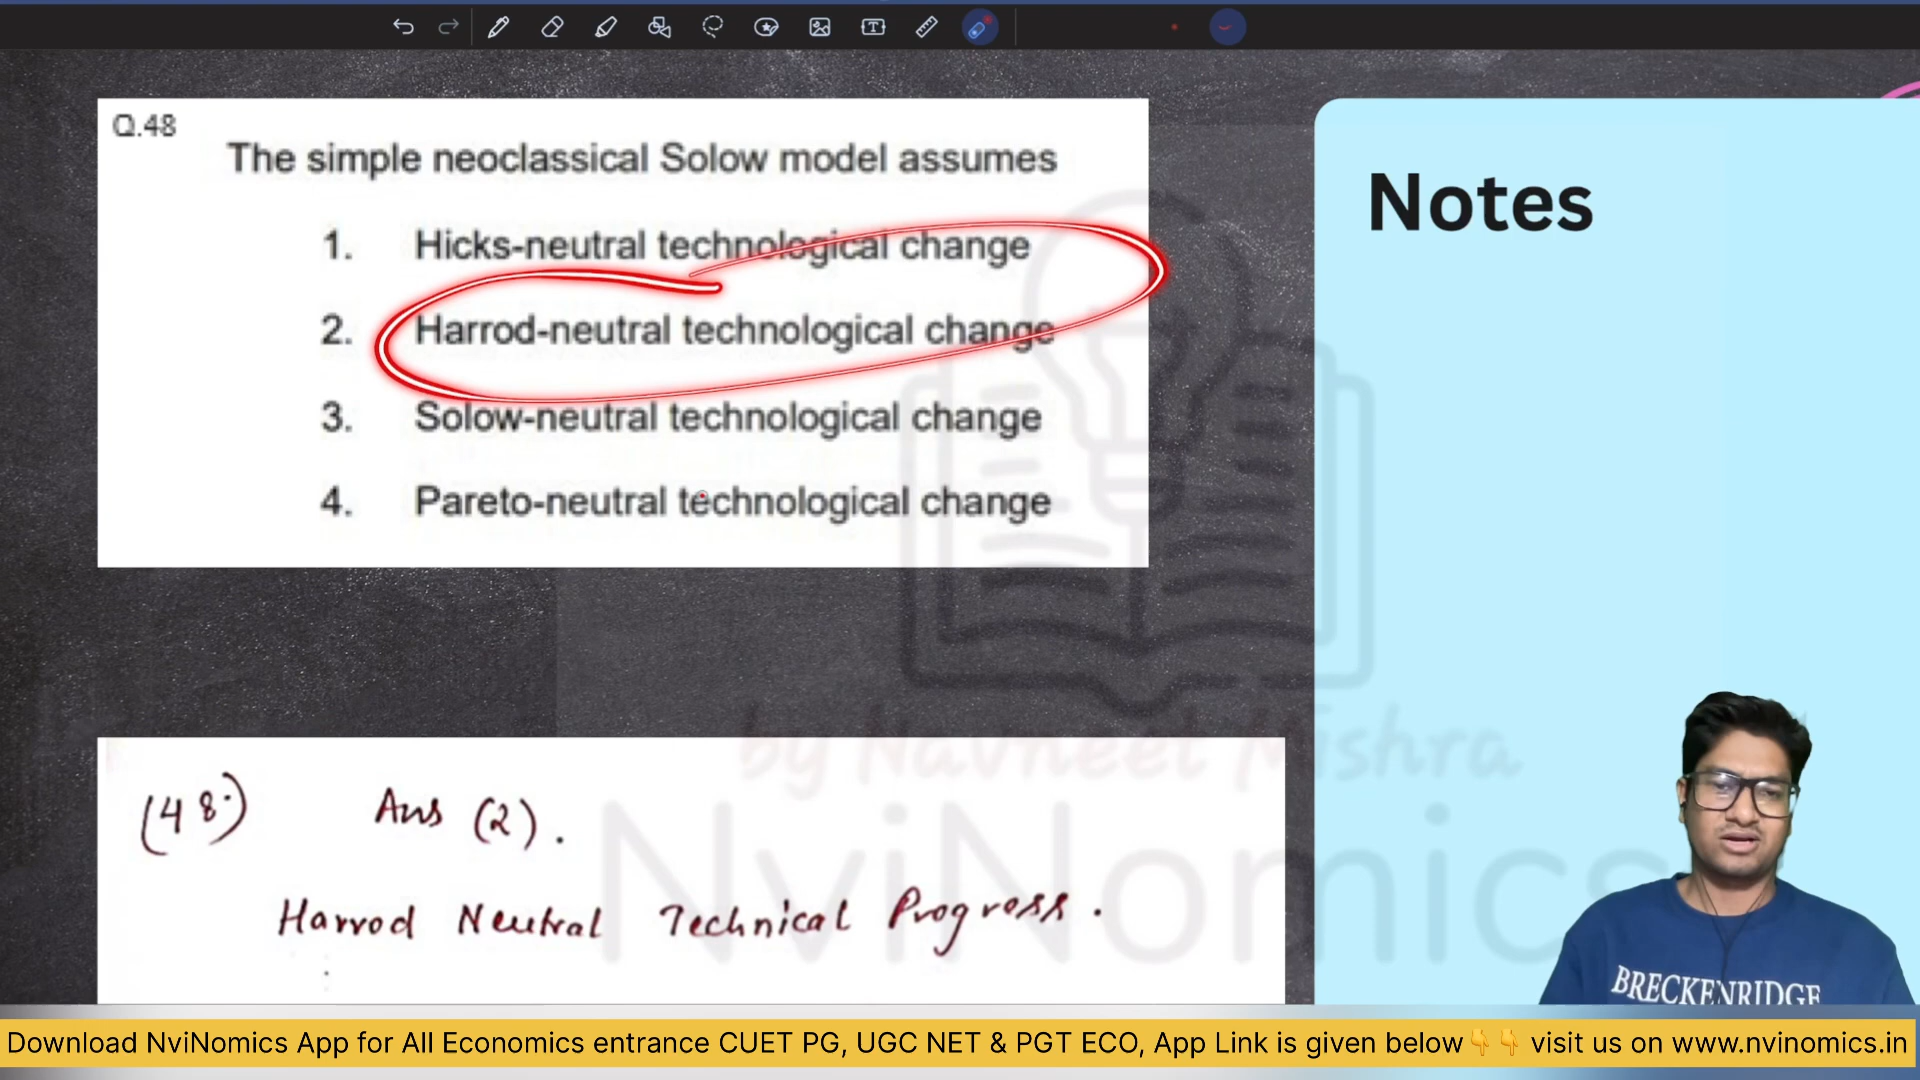 Q.48
The simple neoclassical Solow model assumes
1. Hicks-neutral technological change
2. Harrod-neutral technological change
3. Solow-neutral technological change
4. Pareto-neutral technological change
Notes
by Navneet Mishra
NviNomics
(48.) Ans (2).
Harrod Neutral Technical Progress.
BRECKENRIDGE
Download NviNomics App for All Economics entrance CUET PG, UGC NET & PGT ECO, App Link is given below👇👇 visit us on www.nvinomics.in